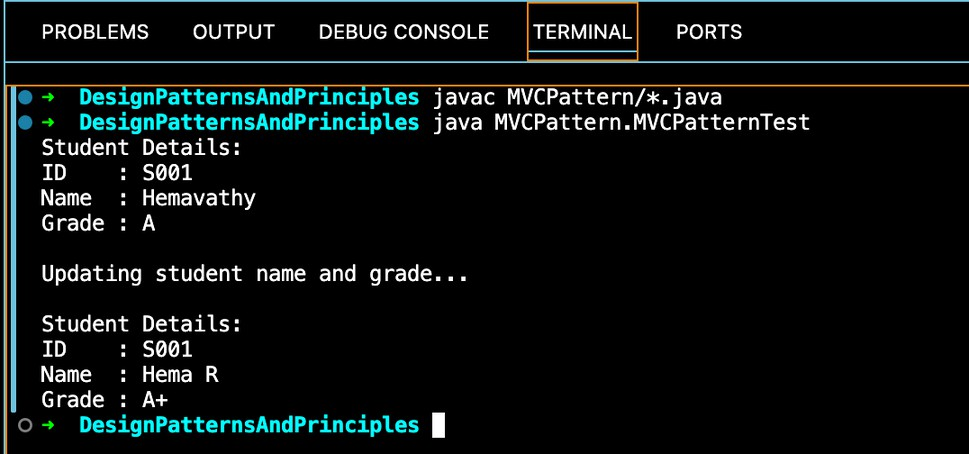 PROBLEMS OUTPUT DEBUG CONSOLE TERMINAL PORTS
➜ DesignPatternsAndPrinciples javac MVCPattern/*.java
➜ DesignPatternsAndPrinciples java MVCPattern.MVCPatternTest
Student Details:
ID    : S001
Name  : Hemavathy
Grade : A
Updating student name and grade...
Student Details:
ID    : S001
Name  : Hema R
Grade : A+
➜ DesignPatternsAndPrinciples